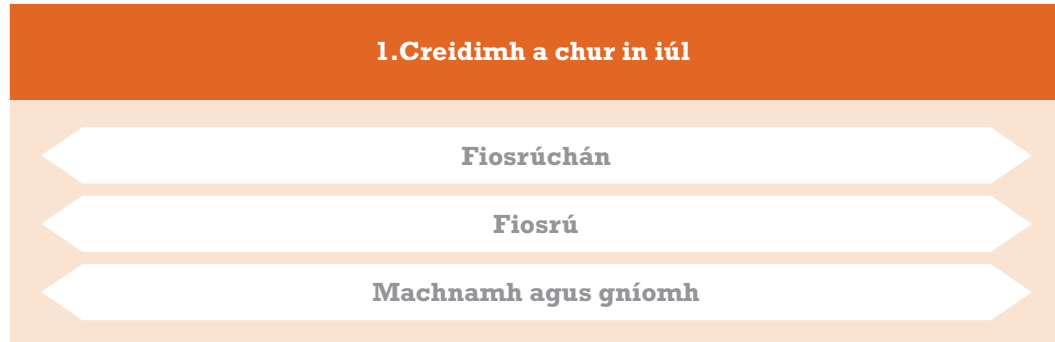 1.Creidimh a chur in iúl
Fiosrúchán
Fiosrú
Machnamh agus gníomh